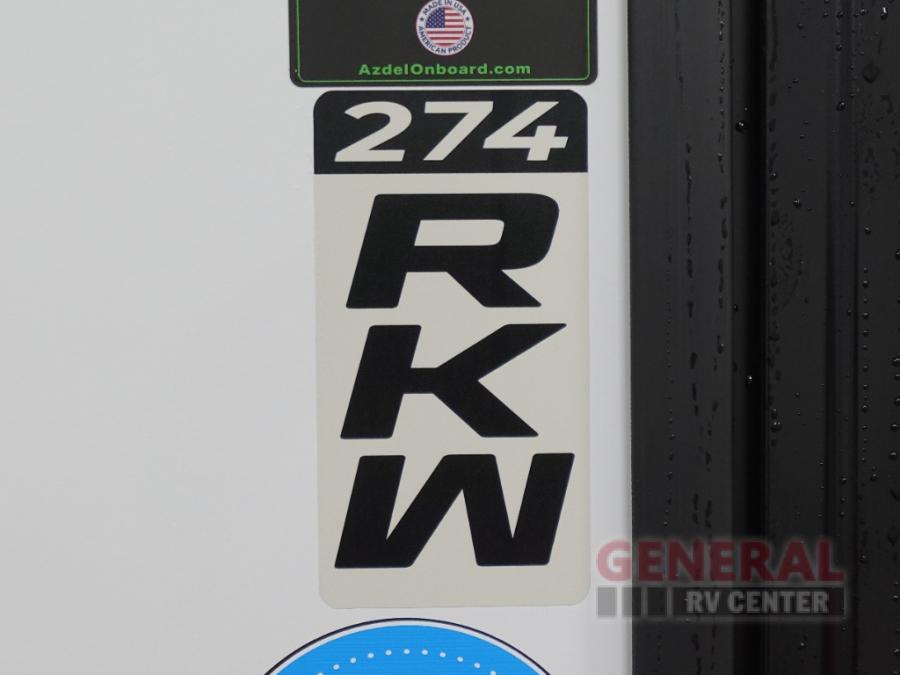 MADE IN USA
AMERICAN PRODUCT
AzdelOnboard.com
274
R
K
W
GENERAL
RV CENTER